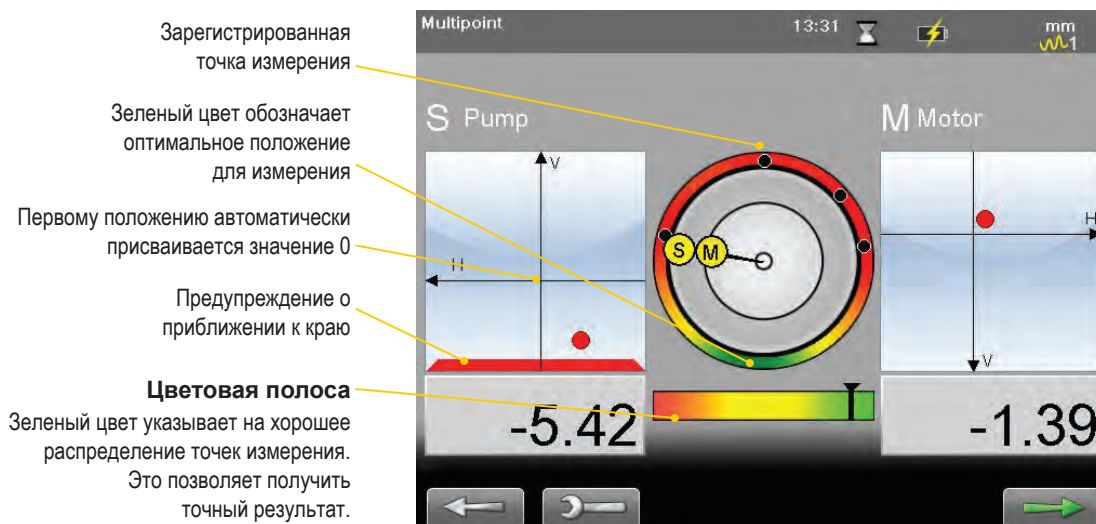 Зарегистрированная
точка измерения
Зеленый цвет обозначает
оптимальное положение
для измерения
Первому положению автоматически
присваивается значение 0
Предупреждение о
приближении к краю
Цветовая полоса
Зеленый цвет указывает на хорошее
распределение точек измерения.
Это позволяет получить
точный результат.
Multipoint
13:31
mm
1
S Pump
M Motor
V
H
S M
H
V
-5.42
-1.39